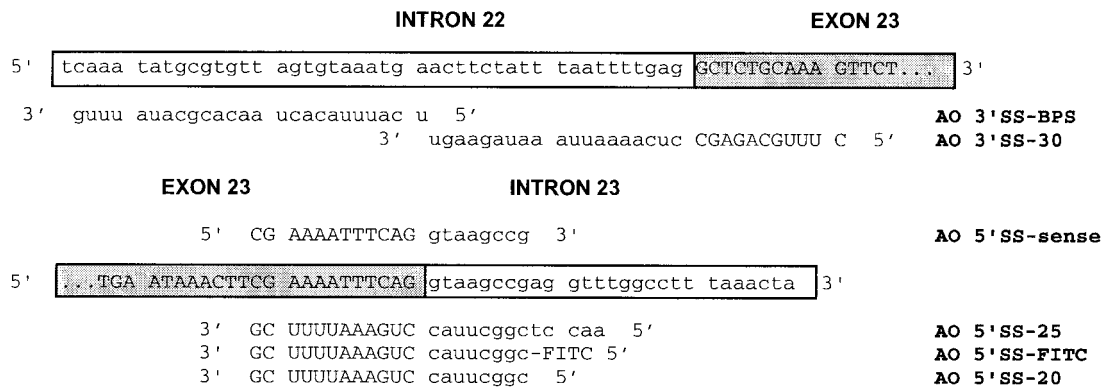 INTRON 22 EXON 23
5' tcaaa tatgcgtgtt agtgtaaatg aacttctatt taattttgag GCTCTGCAAA GTTCT... 3'
3' guuu auacgcacaa ucacauuuac u 5' AO 3'SS-BPS
3' ugaagauaa auuaaaacuc CGAGACGUUU C 5' AO 3'SS-30
EXON 23 INTRON 23
5' CG AAAATTTCAG gtaagccg 3' AO 5'SS-sense
5' ...TGA ATAAACTTCG AAAATTTCAG gtaagccgag gtttggcctt taaacta 3'
3' GC UUUUAAAGUC cauucggctc caa 5' AO 5'SS-25
3' GC UUUUAAAGUC cauucggc-FITC 5' AO 5'SS-FITC
3' GC UUUUAAAGUC cauucggc 5' AO 5'SS-20